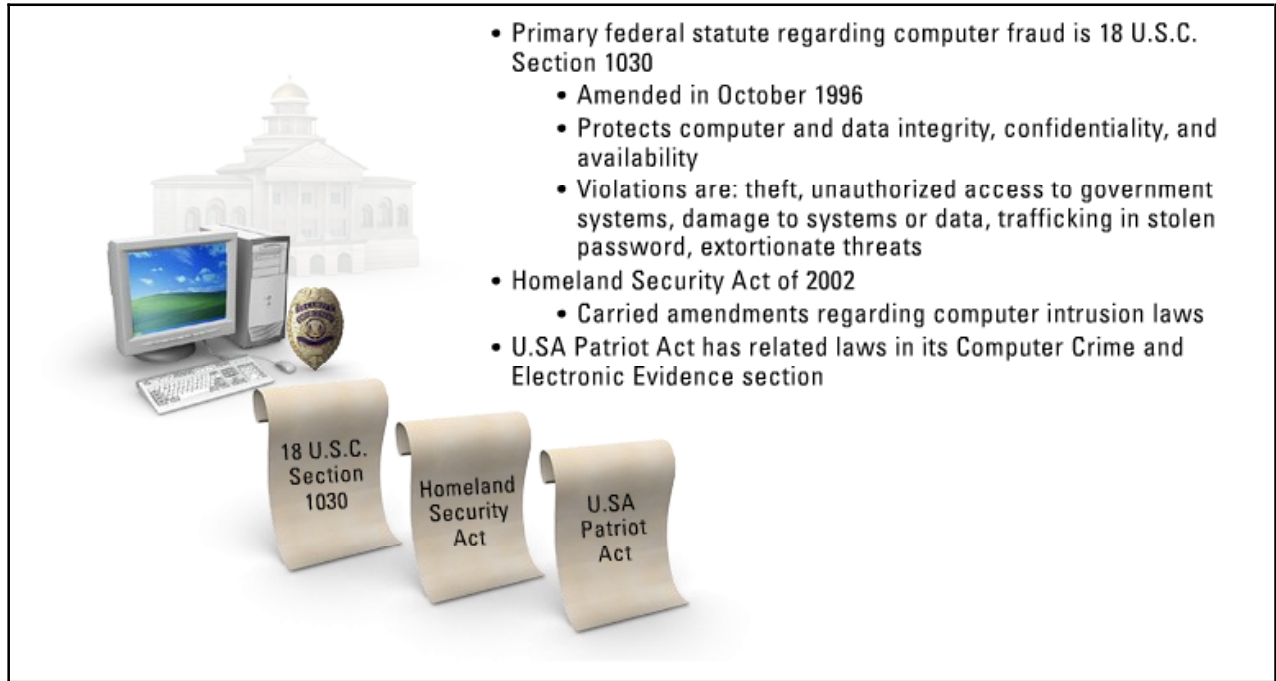 • Primary federal statute regarding computer fraud is 18 U.S.C.
Section 1030
• Amended in October 1996
• Protects computer and data integrity, confidentiality, and
availability
• Violations are: theft, unauthorized access to government
systems, damage to systems or data, trafficking in stolen
password, extortionate threats
• Homeland Security Act of 2002
• Carried amendments regarding computer intrusion laws
• U.SA Patriot Act has related laws in its Computer Crime and
Electronic Evidence section
18 U.S.C.
Section
1030
Homeland
Security
Act
U.SA
Patriot
Act